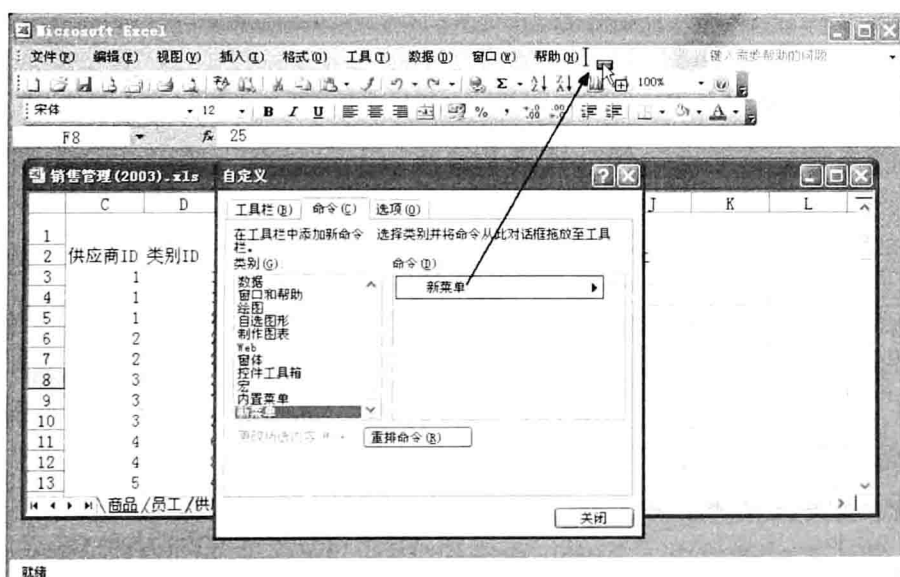 Microsoft Excel
文件(F) 编辑(E) 视图(V) 插入(I) 格式(O) 工具(T) 数据(D) 窗口(W) 帮助(H)
键入需要帮助的问题
100%
宋体 12 B I U % ,
F8 fx 25
销售管理(2003).xls
自定义
C D J K L
工具栏(B) 命令(C) 选项(O)
在工具栏中添加新命令 选择类别并将命令从此对话框拖放至工具栏。
类别(G): 命令(D)
数据
窗口和帮助
绘图
自选图形
制作图表
Web
窗体
控件工具箱
宏
内置菜单
新菜单
新菜单
重排命令(R)
关闭
1
2 供应商ID 类别ID
3 1
4 1
5 1
6 2
7 2
8 3
9 3
10 3
11 4
12 4
13 5
商品 员工 供
就绪